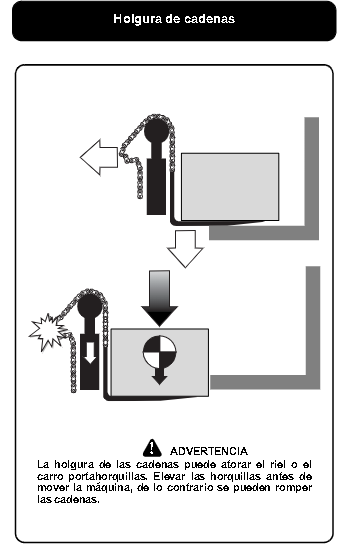 Holgura de cadenas
ADVERTENCIA
La holgura de las cadenas puede atorar el riel o el
carro portahorquillas. Elevar las horquillas antes de
mover la máquina, de lo contrario se pueden romper
las cadenas.